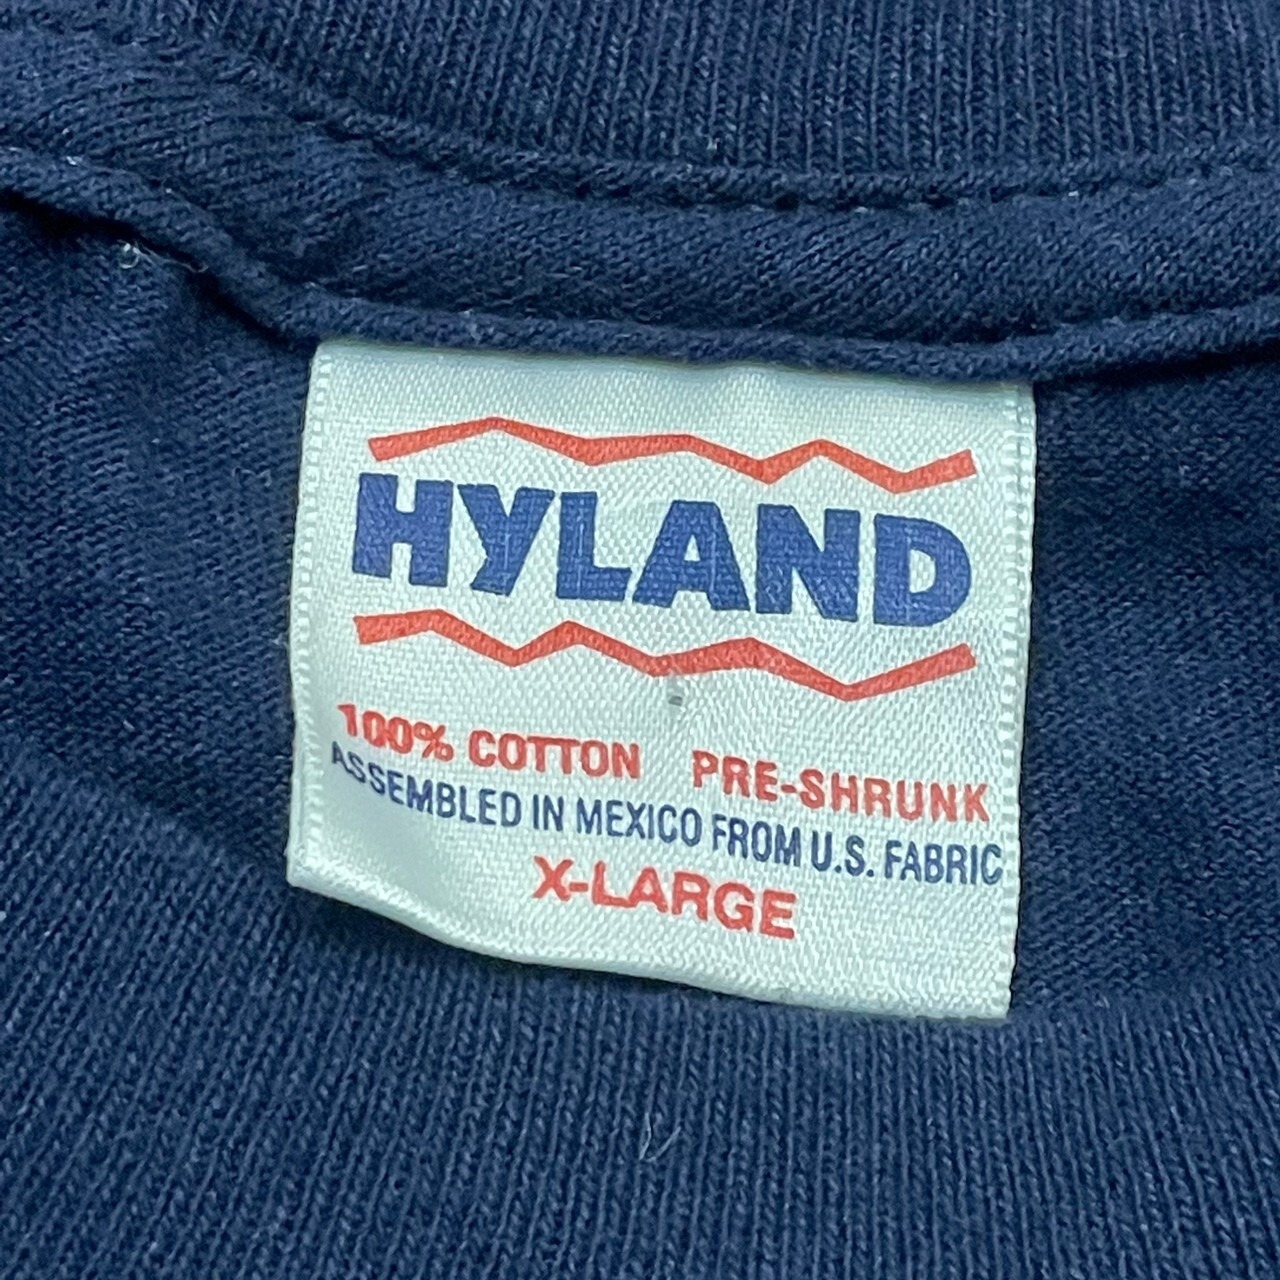 HYLAND
100% COTTON PRE-SHRUNK
ASSEMBLED IN MEXICO FROM U.S. FABRIC
X-LARGE